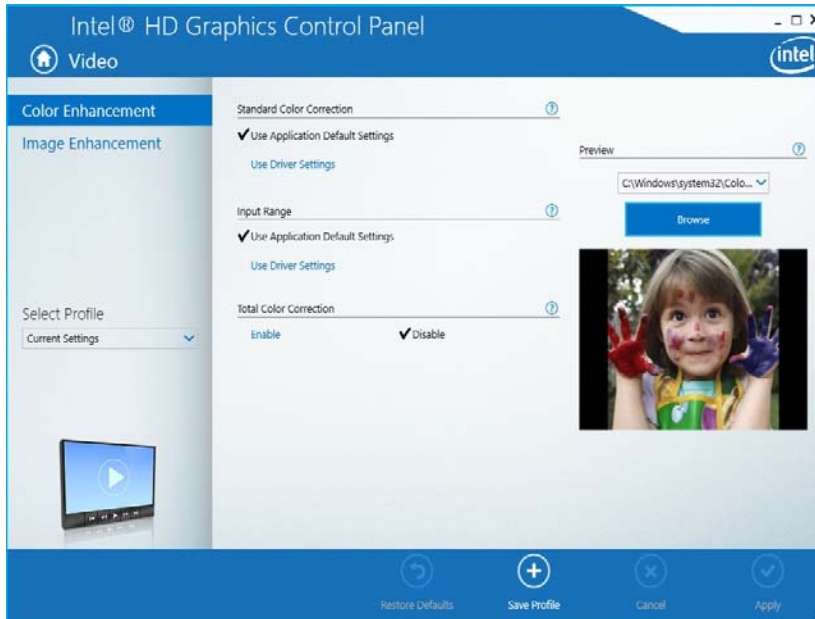 Intel® HD Graphics Control Panel
Video
intel
Color Enhancement
Image Enhancement
Select Profile
Current Settings
Standard Color Correction
✔Use Application Default Settings
Use Driver Settings
Input Range
✔Use Application Default Settings
Use Driver Settings
Total Color Correction
Enable
✔Disable
Preview
C:\Windows\system32\Colo...
Browse
Restore Defaults
Save Profile
Cancel
Apply